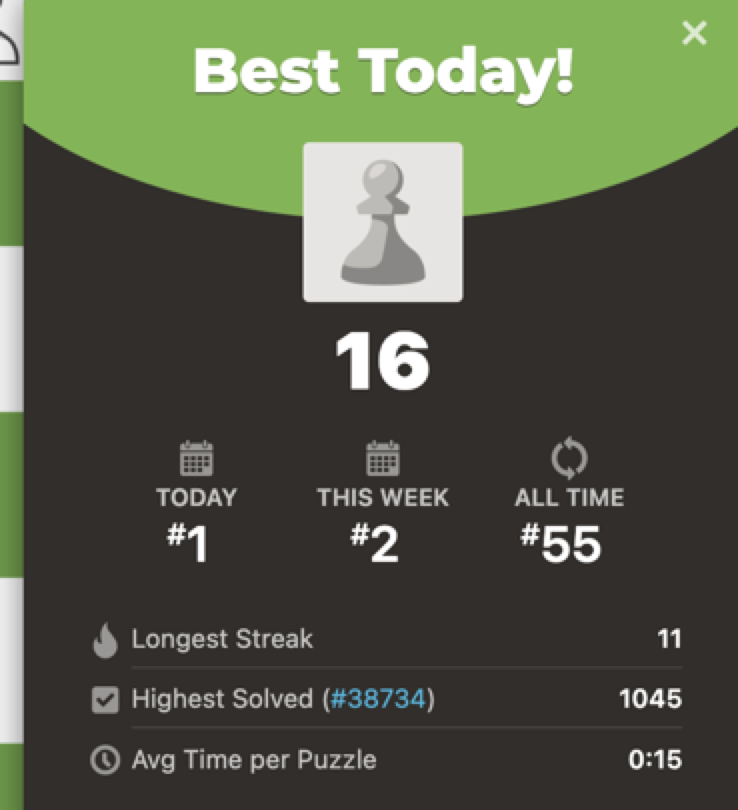 Best Today!
16
TODAY THIS WEEK ALL TIME
#1 #2 #55
Longest Streak 11
Highest Solved (#38734) 1045
Avg Time per Puzzle 0:15